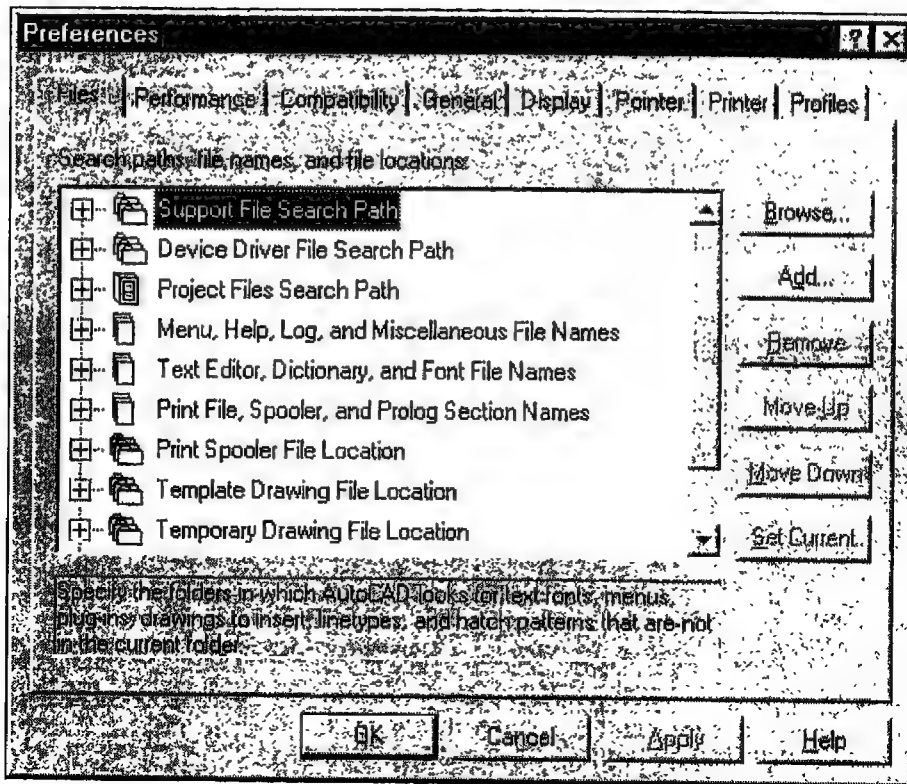 Preferences
Files Performance Compatibility General Display Pointer Printer Profiles
Search paths, file names, and file locations:
Support File Search Path
Device Driver File Search Path
Project Files Search Path
Menu, Help, Log, and Miscellaneous File Names
Text Editor, Dictionary, and Font File Names
Print File, Spooler, and Prolog Section Names
Print Spooler File Location
Template Drawing File Location
Temporary Drawing File Location
Browse...
Add...
Remove
Move Up
Move Down
Set Current
Specify the folders in which AutoCAD looks for text fonts, menus,
plug-ins, drawings to insert, linetypes, and hatch patterns that are not
in the current folder.
OK Cancel Apply Help